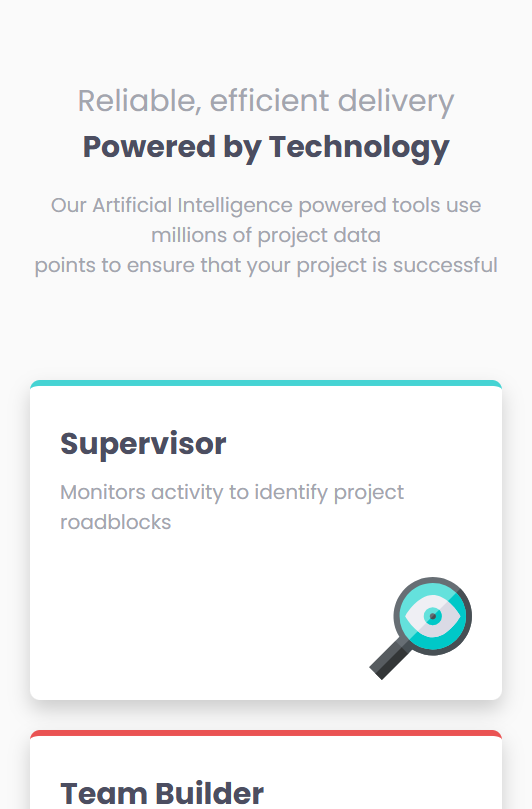 Reliable, efficient delivery
Powered by Technology
Our Artificial Intelligence powered tools use
millions of project data
points to ensure that your project is successful
Supervisor
Monitors activity to identify project
roadblocks
Team Builder